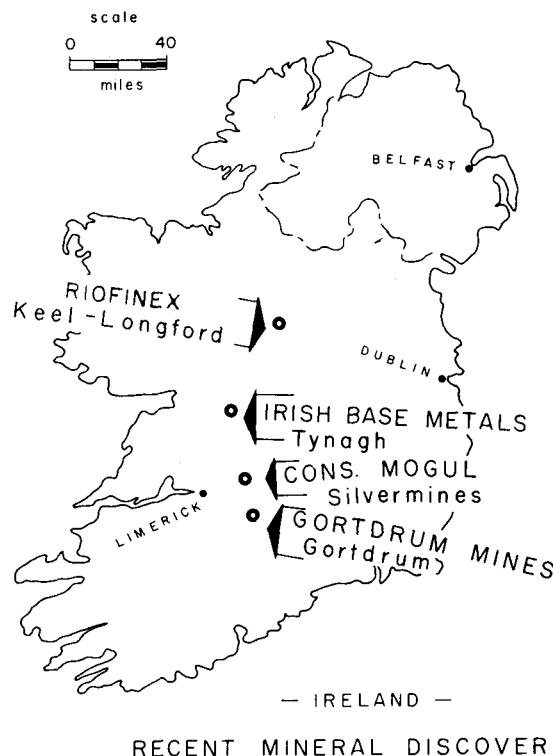 scale
0 40
miles
BELFAST
RIOFINEX
Keel-Longford
DUBLIN
IRISH BASE METALS
Tynagh
CONS. MOGUL
Silvermines
LIMERICK
GORTDRUM MINES
Gortdrum
— IRELAND —
RECENT MINERAL DISCOVER